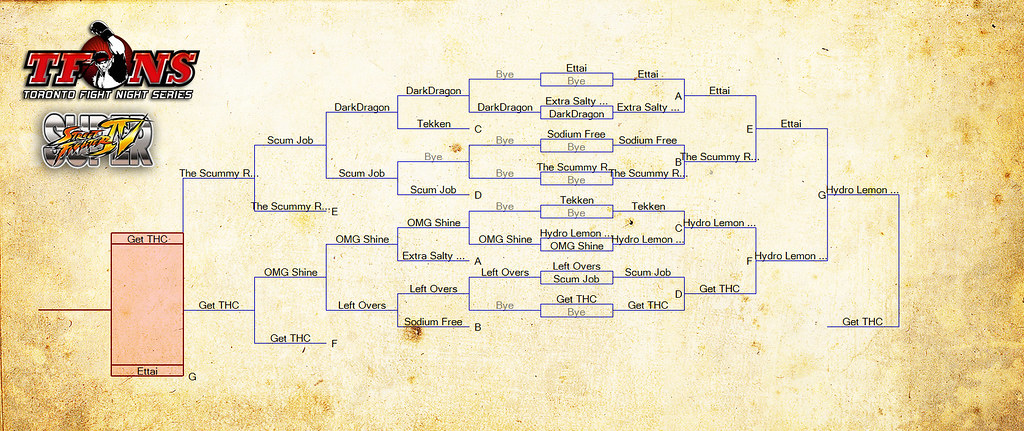 TFNS
TORONTO FIGHT NIGHT SERIES
SUPER
Street Fighter IV
Bye Ettai Ettai
Bye
DarkDragon A Ettai
DarkDragon DarkDragon Extra Salty ... Extra Salty ...
DarkDragon
Tekken C E Ettai
Scum Job Bye Sodium Free Sodium Free
Bye
Bye B The Scummy R...
Scum Job Bye The Scummy R... The Scummy R...
The Scummy R... Bye
Scum Job D G Hydro Lemon ...
The Scummy R... E Bye Tekken Tekken
Bye
OMG Shine C Hydro Lemon ...
Get THC OMG Shine OMG Shine Hydro Lemon ... Hydro Lemon ...
OMG Shine
Extra Salty ... A F Hydro Lemon ...
OMG Shine Left Overs Left Overs Scum Job
Scum Job
Left Overs D Get THC
Get THC Left Overs Bye Get THC Get THC
Bye
Sodium Free B Get THC
Get THC F
Ettai G